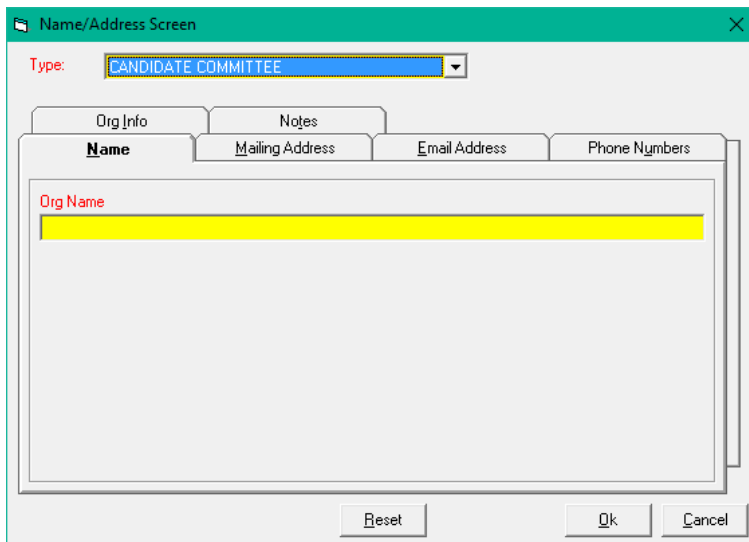 Name/Address Screen
Type: CANDIDATE COMMITTEE
Org Info Notes
Name Mailing Address Email Address Phone Numbers
Org Name
Reset Ok Cancel